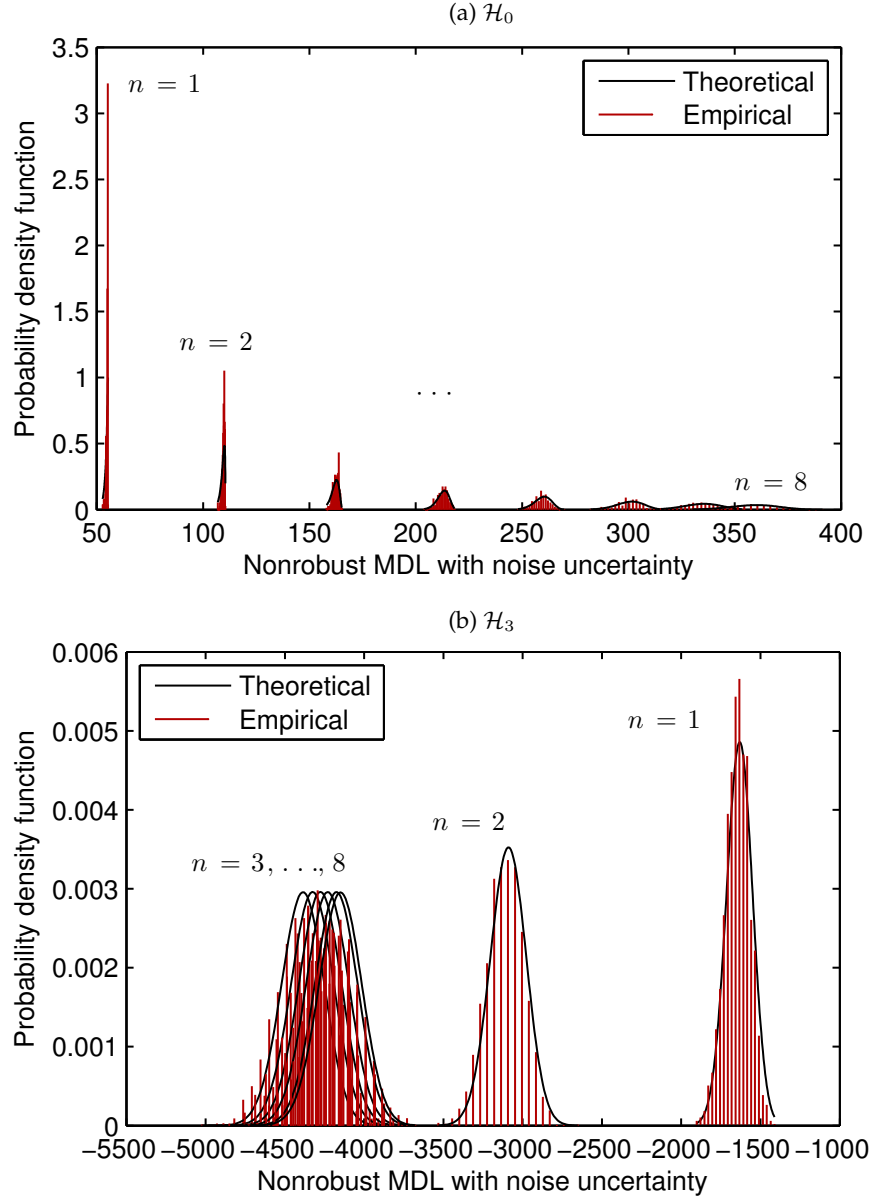 (a) ℋ₀
3.5
3
2.5
2
1.5
1
0.5
0
Probability density function
n = 1
n = 2
. . .
n = 8
Theoretical
Empirical
50 100 150 200 250 300 350 400
Nonrobust MDL with noise uncertainty
(b) ℋ₃
0.006
0.005
0.004
0.003
0.002
0.001
0
Probability density function
Theoretical
Empirical
n = 1
n = 2
n = 3, . . ., 8
−5500 −5000 −4500 −4000 −3500 −3000 −2500 −2000 −1500 −1000
Nonrobust MDL with noise uncertainty